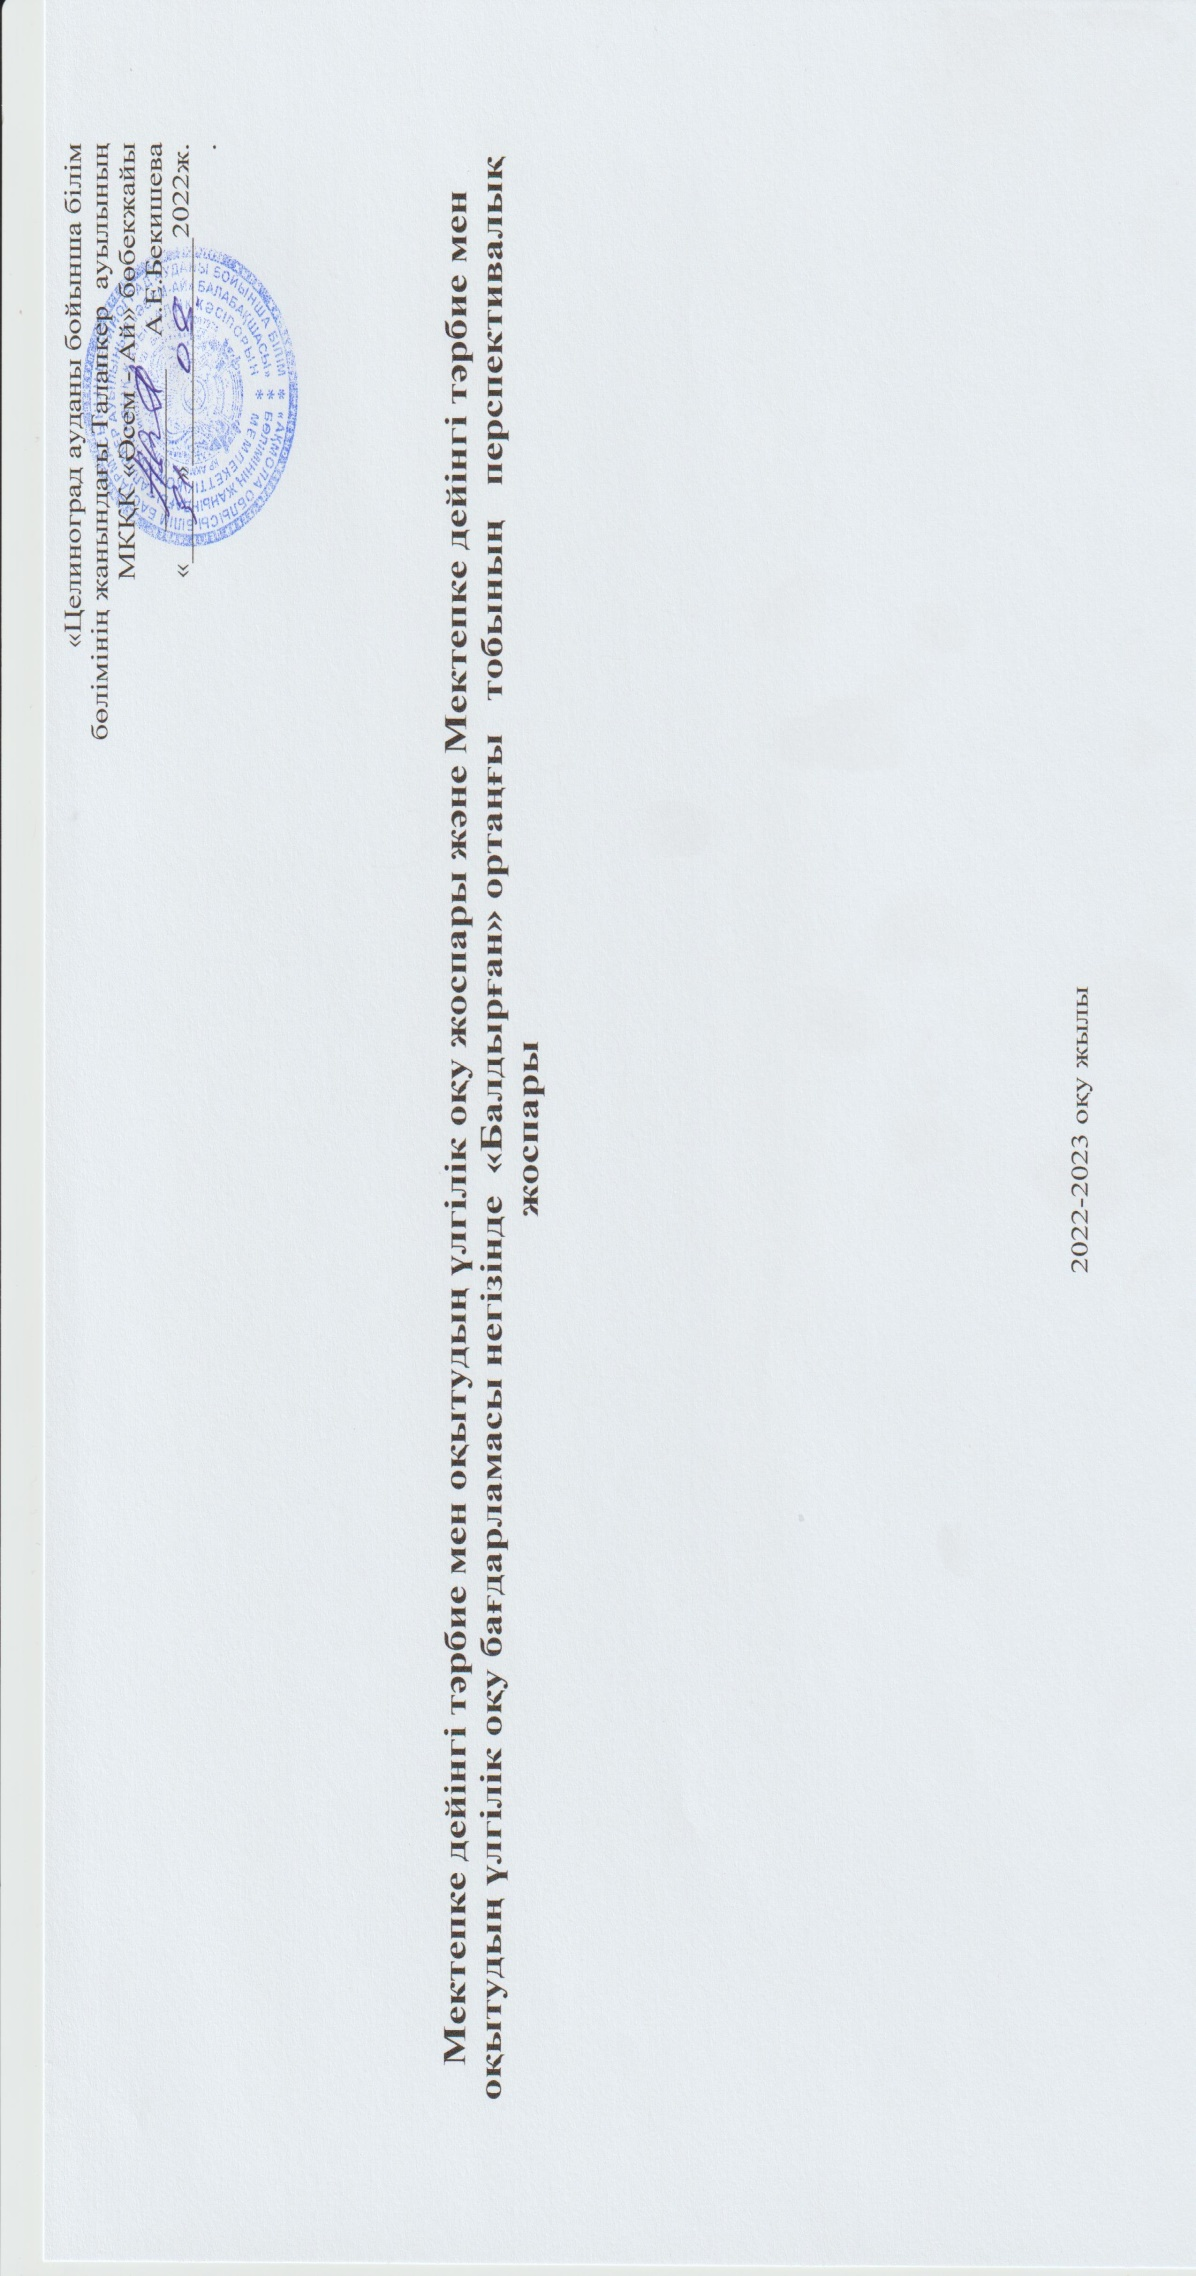 «Целиноград ауданы бойынша білім
бөлімінің жанындағы Талапкер ауылының
МКҚК «Әсем - Ай» бөбекжайы
А.Е.Бекишева
« » 08 2022ж.
.
Мектепке дейінгі тәрбие мен оқытудың үлгілік оқу жоспары және Мектепке дейінгі тәрбие мен
оқытудың үлгілік оқу бағдарламасы негізінде «Балдырған» ортаңғы тобының перспективалық
жоспары
2022-2023 оқу жылы